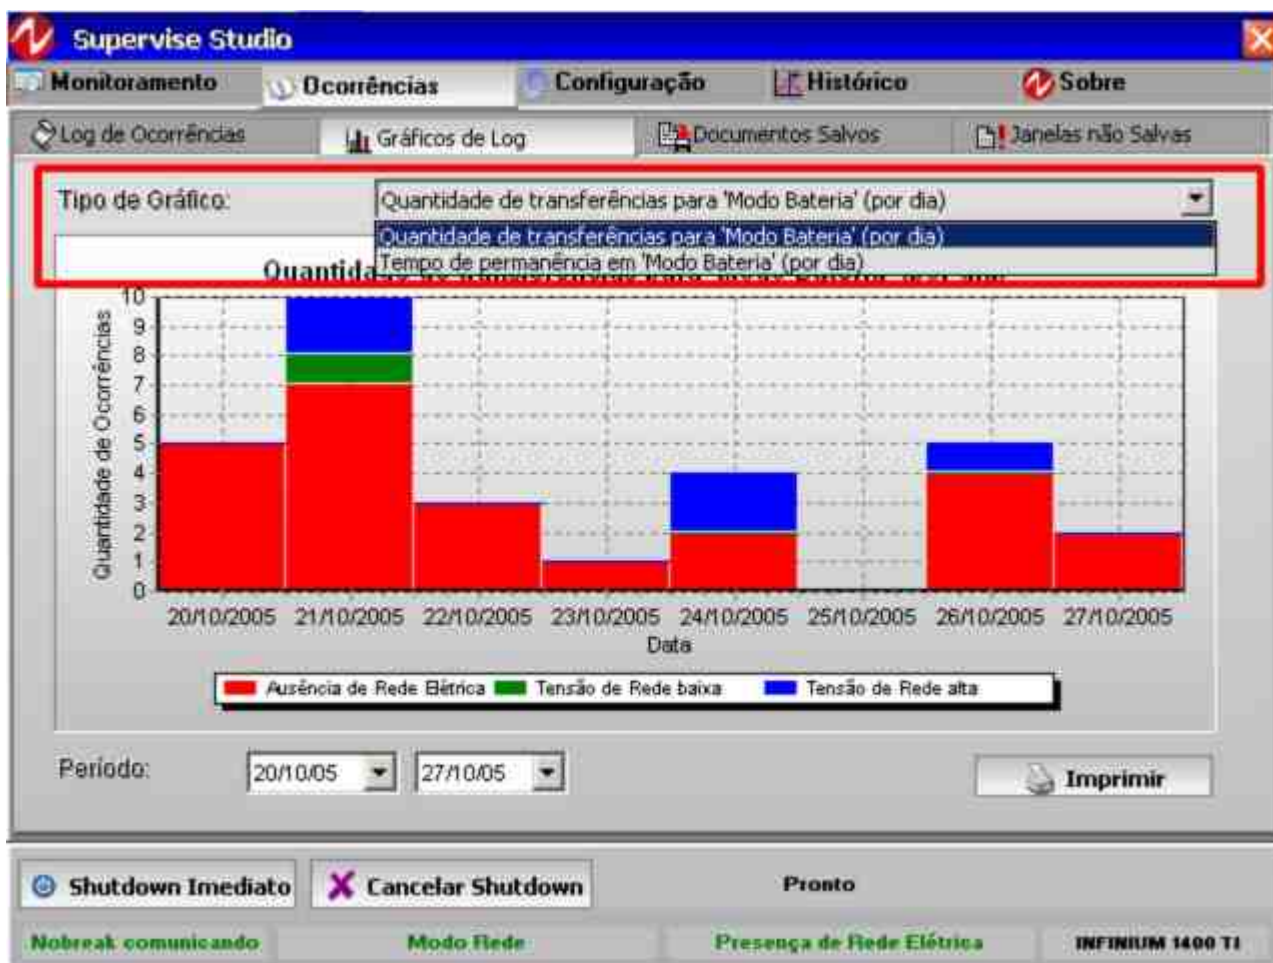 Supervise Studio
Monitoramento Ocorrências Configuração Histórico Sobre
Log de Ocorrências Gráficos de Log Documentos Salvos Janelas não Salvas
Tipo de Gráfico: Quantidade de transferências para 'Modo Bateria' (por dia)
Quantidade de transferências para 'Modo Bateria' (por dia)
Tempo de permanência em 'Modo Bateria' (por dia)
Quantidade de Ocorrências
10
9
8
7
6
5
4
3
2
1
0
20/10/2005 21/10/2005 22/10/2005 23/10/2005 24/10/2005 25/10/2005 26/10/2005 27/10/2005
Data
Ausência de Rede Elétrica Tensão de Rede baixa Tensão de Rede alta
Período: 20/10/05 27/10/05 Imprimir
Shutdown Imediato Cancelar Shutdown Pronto
Nobreak comunicando Modo Rede Presença de Rede Elétrica INFINIUM 1400 TI